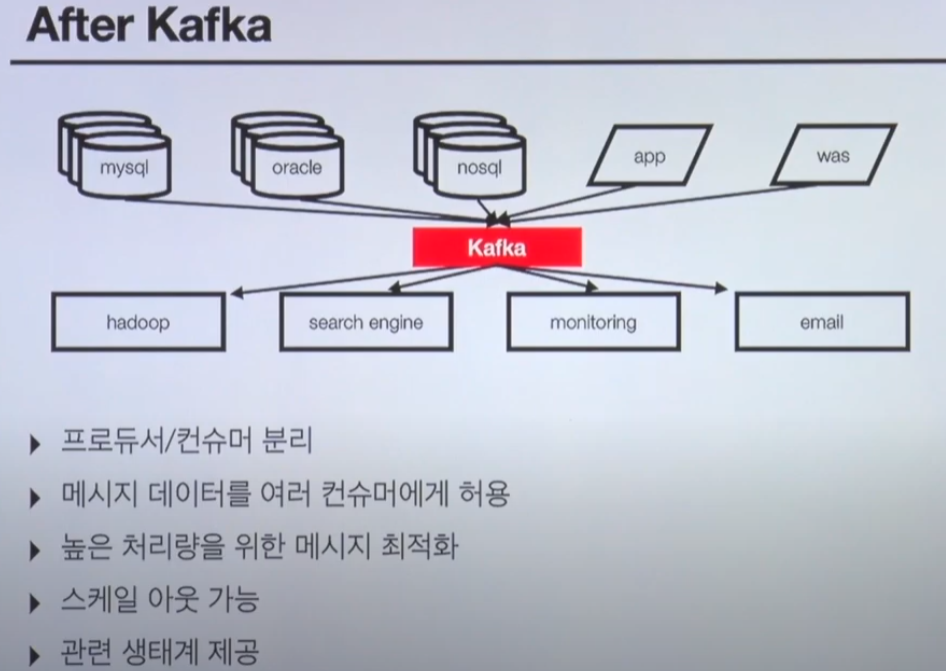 After Kafka
mysql oracle nosql app was
Kafka
hadoop search engine monitoring email
프로듀서/컨슈머 분리
메시지 데이터를 여러 컨슈머에게 허용
높은 처리량을 위한 메시지 최적화
스케일 아웃 가능
관련 생태계 제공